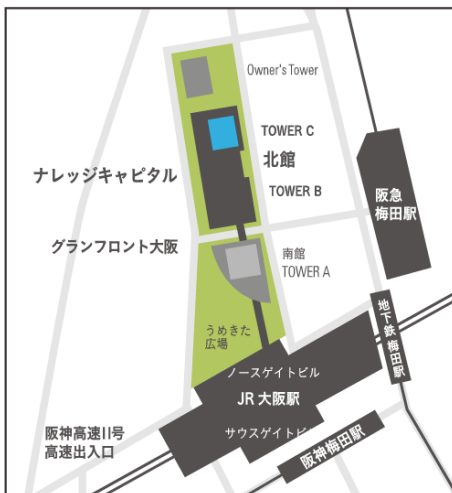 Owner's Tower
TOWER C
北館
ナレッジキャピタル
TOWER B
阪急
梅田駅
グランフロント大阪
南館
TOWER A
うめきた
広場
地下鉄 梅田駅
ノースゲイトビル
JR 大阪駅
阪神高速11号
高速出入口
サウスゲイトビ
阪神梅田駅